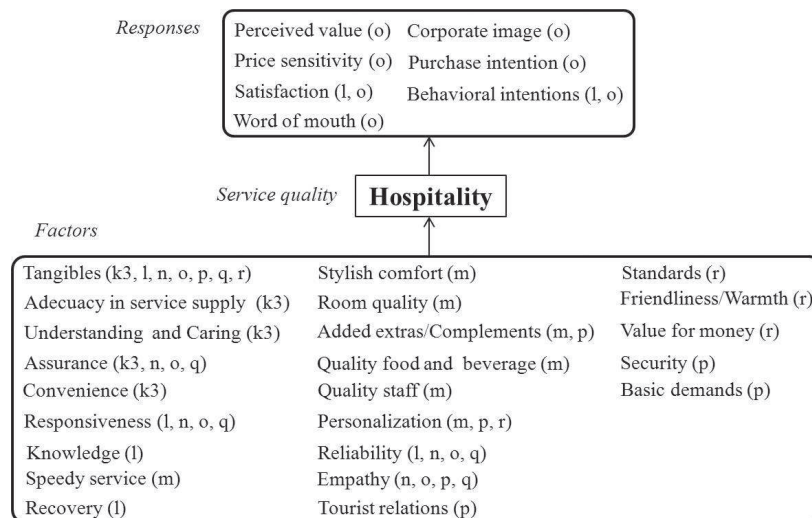 Responses
Perceived value (o)
Price sensitivity (o)
Satisfaction (l, o)
Word of mouth (o)
Corporate image (o)
Purchase intention (o)
Behavioral intentions (l, o)
Service quality
Hospitality
Factors
Tangibles (k3, l, n, o, p, q, r)
Adecuacy in service supply (k3)
Understanding and Caring (k3)
Assurance (k3, n, o, q)
Convenience (k3)
Responsiveness (l, n, o, q)
Knowledge (l)
Speedy service (m)
Recovery (l)
Stylish comfort (m)
Room quality (m)
Added extras/Complements (m, p)
Quality food and beverage (m)
Quality staff (m)
Personalization (m, p, r)
Reliability (l, n, o, q)
Empathy (n, o, p, q)
Tourist relations (p)
Standards (r)
Friendliness/Warmth (r)
Value for money (r)
Security (p)
Basic demands (p)